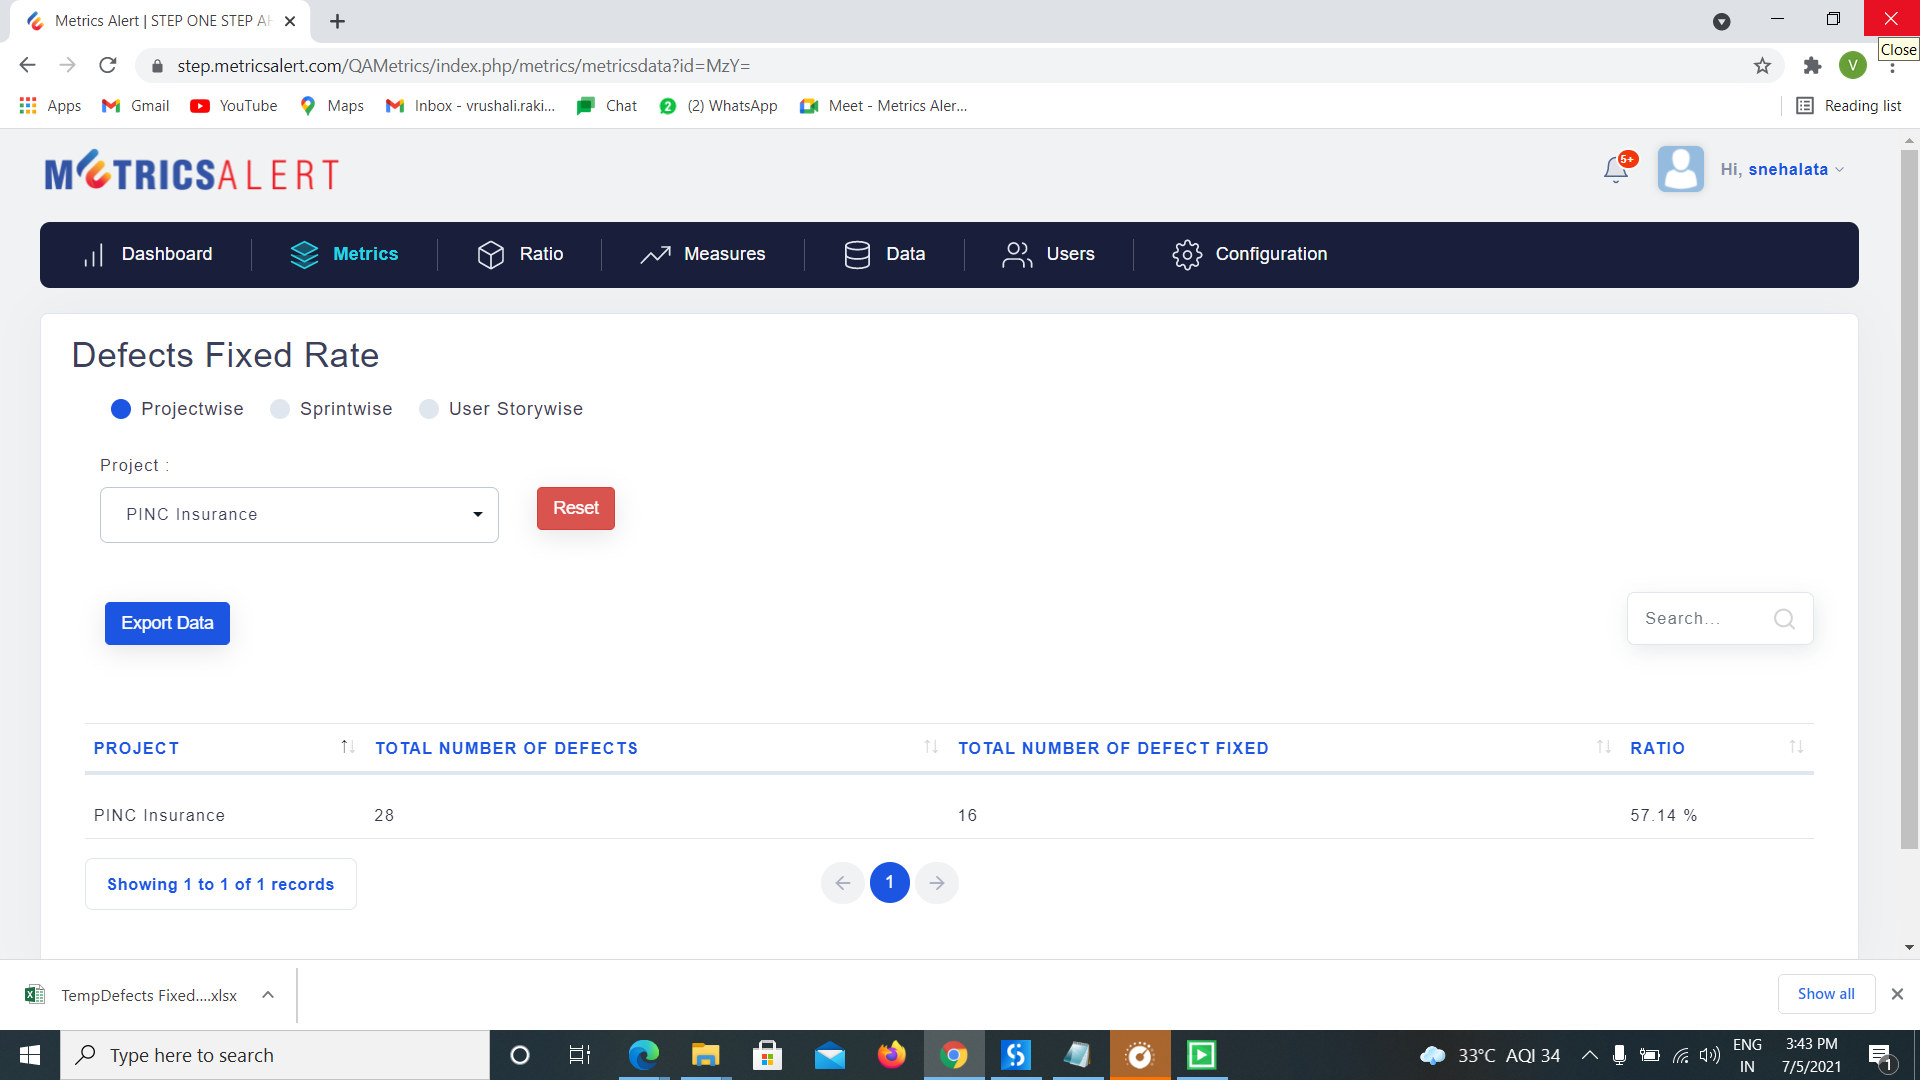 Metrics Alert | STEP ONE STEP AH
Close
step.metricsalert.com/QAMetrics/index.php/metrics/metricsdata?id=MzY=
V
Apps
Gmail
YouTube
Maps
Inbox - vrushali.raki...
Chat
2
(2) WhatsApp
Meet - Metrics Aler...
Reading list
METRICSALERT
5+
Hi, snehalata
Dashboard
Metrics
Ratio
Measures
Data
Users
Configuration
Defects Fixed Rate
Projectwise
Sprintwise
User Storywise
Project :
PINC Insurance
Reset
Export Data
Search...
PROJECT
TOTAL NUMBER OF DEFECTS
TOTAL NUMBER OF DEFECT FIXED
RATIO
PINC Insurance
28
16
57.14 %
Showing 1 to 1 of 1 records
1
TempDefects Fixed....xlsx
Show all
Type here to search
33°C AQI 34
ENG
IN
3:43 PM
7/5/2021
1